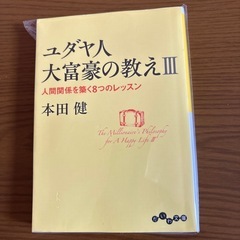 ユダヤ人
大富豪の教えⅢ
人間関係を築く8つのレッスン
本田 健
The Millionaire's Philosophy
for A Happy Life Ⅲ
だいわ文庫